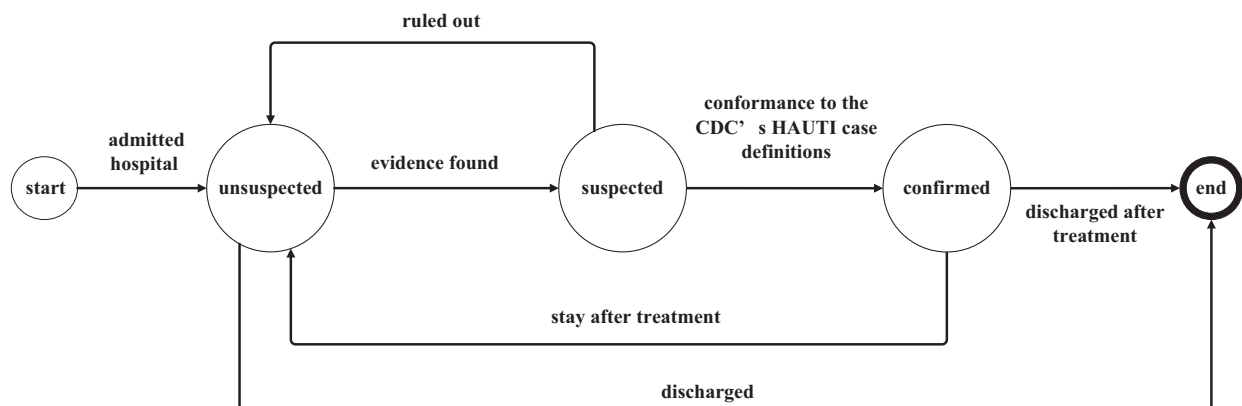 ruled out
admitted
hospital
conformance to the
CDC’ s HAUTI case
definitions
evidence found
start
unsuspected
suspected
confirmed
end
discharged after
treatment
stay after treatment
discharged